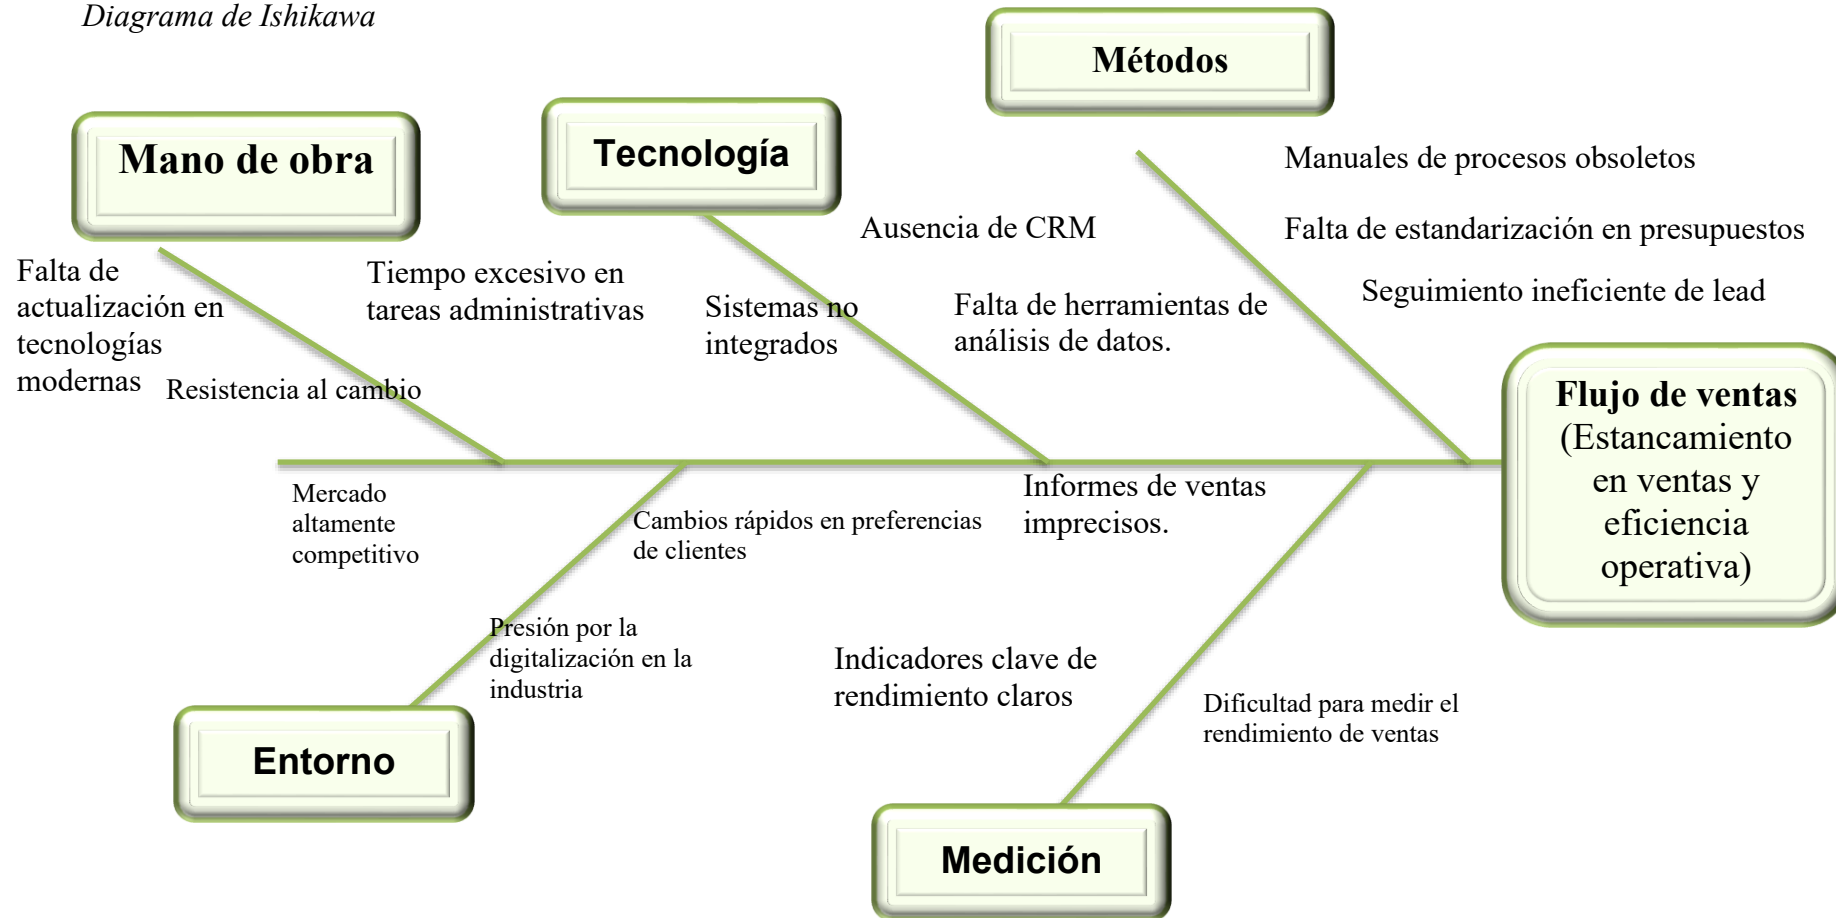 Diagrama de Ishikawa
Métodos
Mano de obra
Tecnología
Manuales de procesos obsoletos
Ausencia de CRM
Falta de estandarización en presupuestos
Falta de
actualización en
tecnologías
modernas
Tiempo excesivo en
tareas administrativas
Sistemas no
integrados
Falta de herramientas de
análisis de datos.
Seguimiento ineficiente de lead
Resistencia al cambio
Flujo de ventas
(Estancamiento
en ventas y
eficiencia
operativa)
Mercado
altamente
competitivo
Cambios rápidos en preferencias
de clientes
Informes de ventas
imprecisos.
Presión por la
digitalización en la
industria
Indicadores clave de
rendimiento claros
Dificultad para medir el
rendimiento de ventas
Entorno
Medición